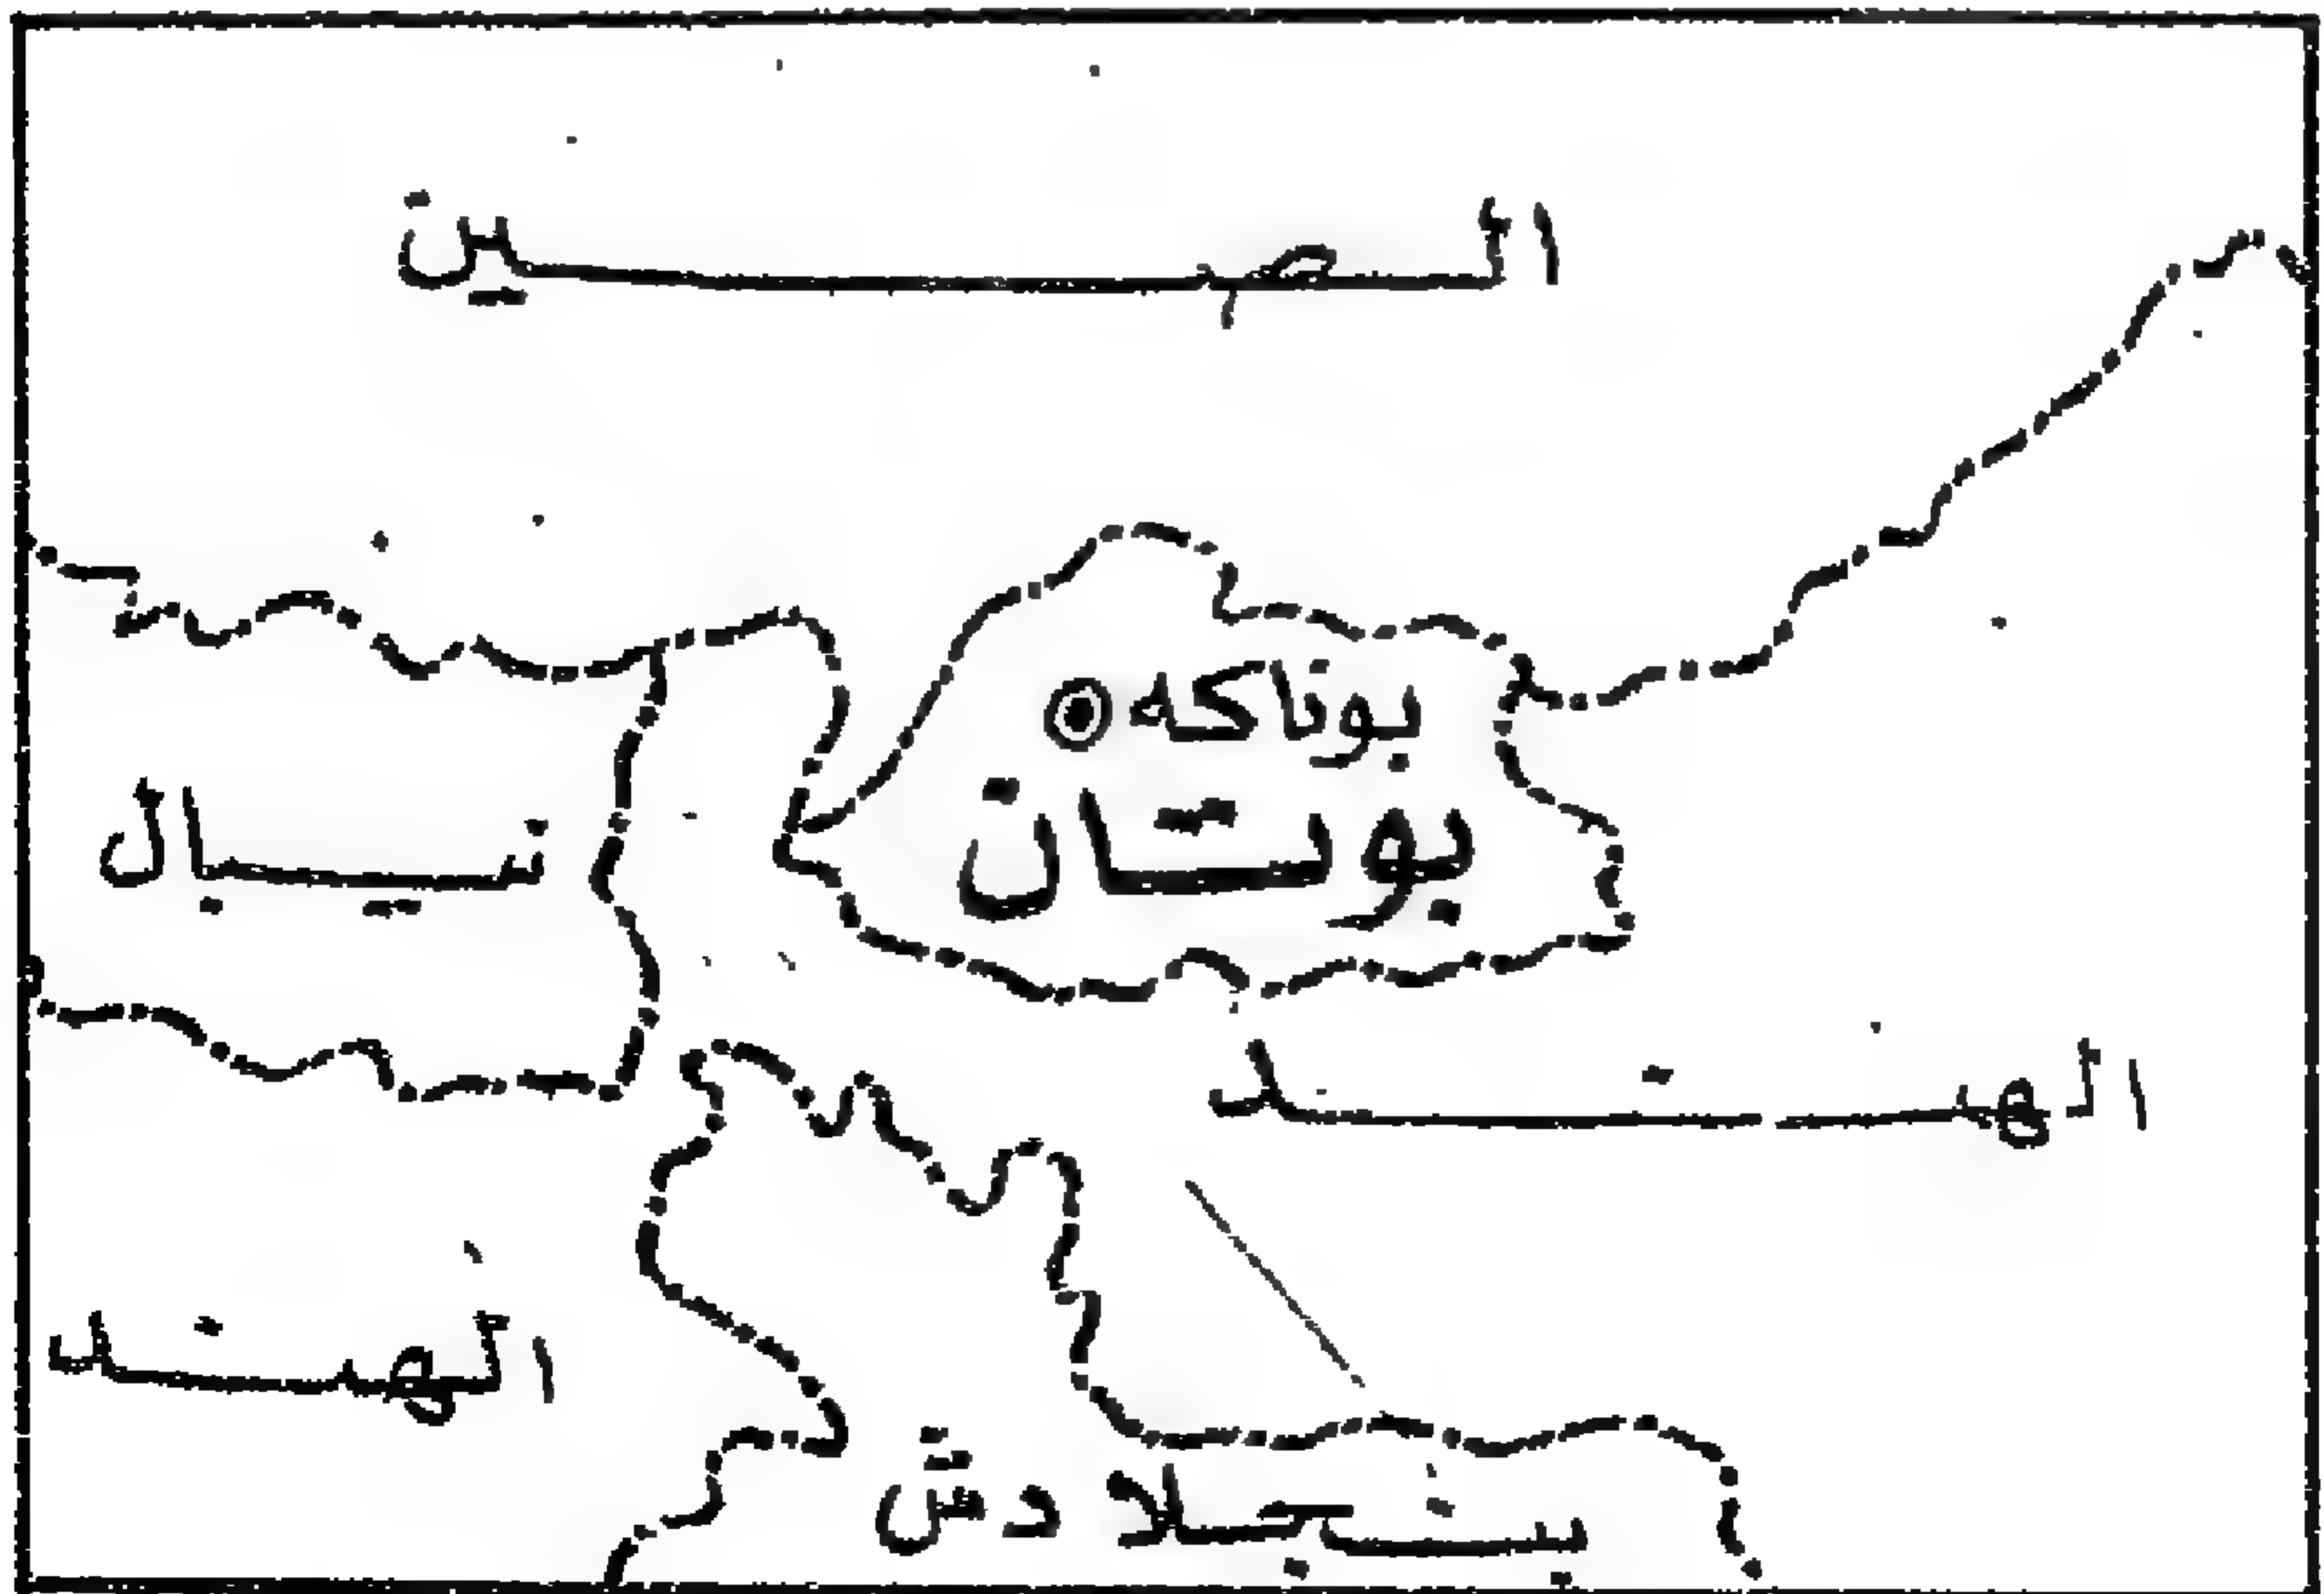 الصين
بوناكه
بوتان
نيبال
الهند
الهند
بنجلادش